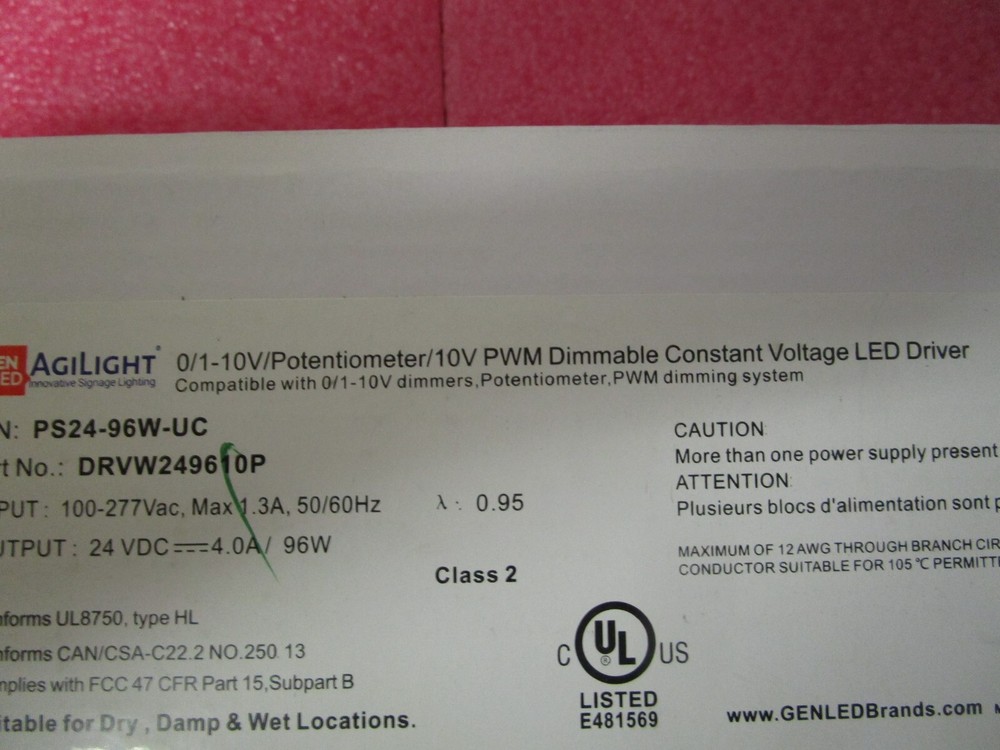 EN AGILIGHT® 0/1-10V/Potentiometer/10V PWM Dimmable Constant Voltage LED Driver
ED Innovative Signage Lighting Compatible with 0/1-10V dimmers,Potentiometer,PWM dimming system
N: PS24-96W-UC
t No.: DRVW249610P
PUT : 100-277Vac, Max 1.3A, 50/60Hz λ : 0.95
UTPUT : 24 VDC⎓4.0A/ 96W
Class 2
CAUTION:
More than one power supply present
ATTENTION:
Plusieurs blocs d'alimentation sont p
MAXIMUM OF 12 AWG THROUGH BRANCH CIR
CONDUCTOR SUITABLE FOR 105 ℃ PERMITT
nforms UL8750, type HL
nforms CAN/CSA-C22.2 NO.250.13
mplies with FCC 47 CFR Part 15,Subpart B
itable for Dry , Damp & Wet Locations.
C UL® US
LISTED
E481569
www.GENLEDBrands.com